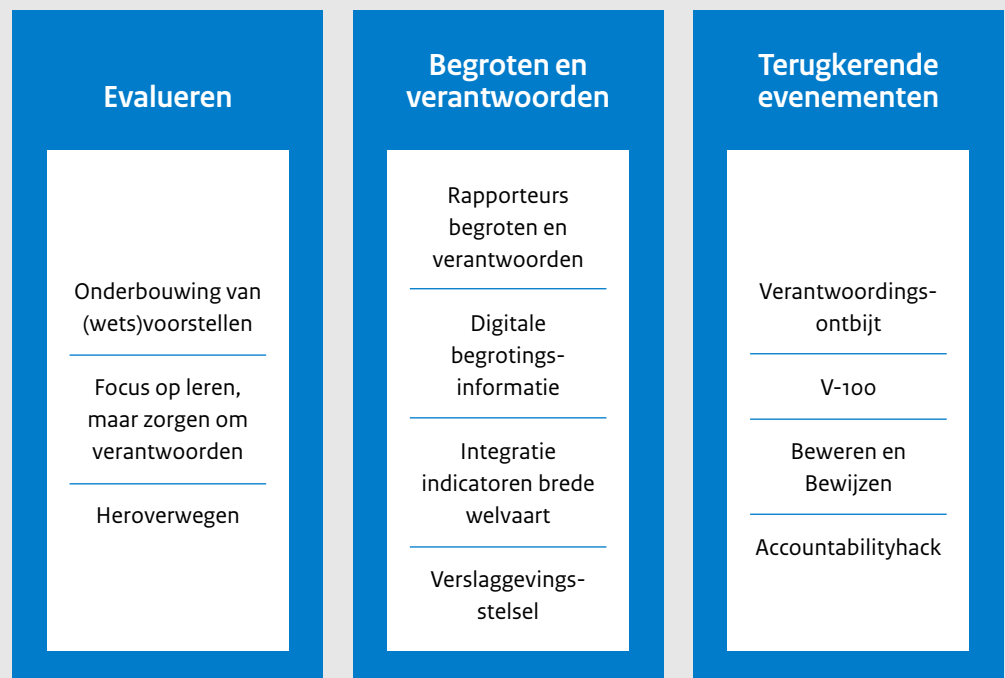 Evalueren
Onderbouwing van
(wets)voorstellen
Focus op leren,
maar zorgen om
verantwoorden
Heroverwegen
Begroten en
verantwoorden
Rapporteurs
begroten en
verantwoorden
Digitale
begrotings-
informatie
Integratie
indicatoren brede
welvaart
Verslaggevings-
stelsel
Terugkerende
evenementen
Verantwoordings-
ontbijt
V-100
Beweren en
Bewijzen
Accountabilityhack